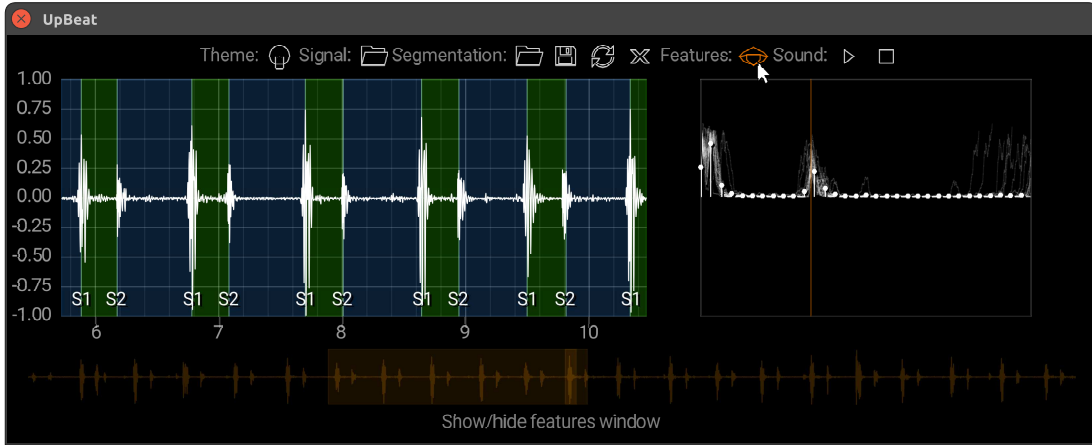 UpBeat
Theme: Signal: Segmentation: Features: Sound:
1.00
0.75
0.50
0.25
0.00
-0.25
-0.50
-0.75
-1.00
S1 S2 S1 S2 S1 S2 S1 S2 S1 S2 S1
6 7 8 9 10
Show/hide features window